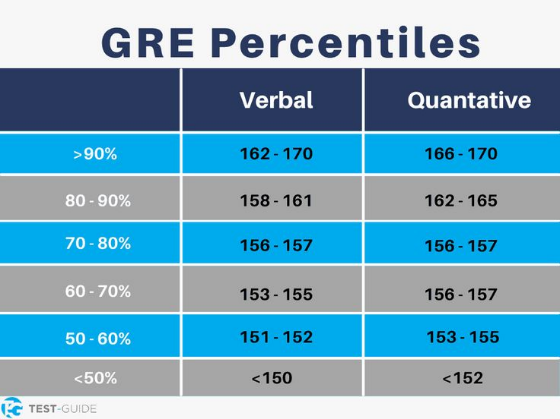 GRE Percentiles
Verbal Quantative
>90% 162 - 170 166 - 170
80 - 90% 158 - 161 162 - 165
70 - 80% 156 - 157 156 - 157
60 - 70% 153 - 155 156 - 157
50 - 60% 151 - 152 153 - 155
<50% <150 <152
TEST-GUIDE